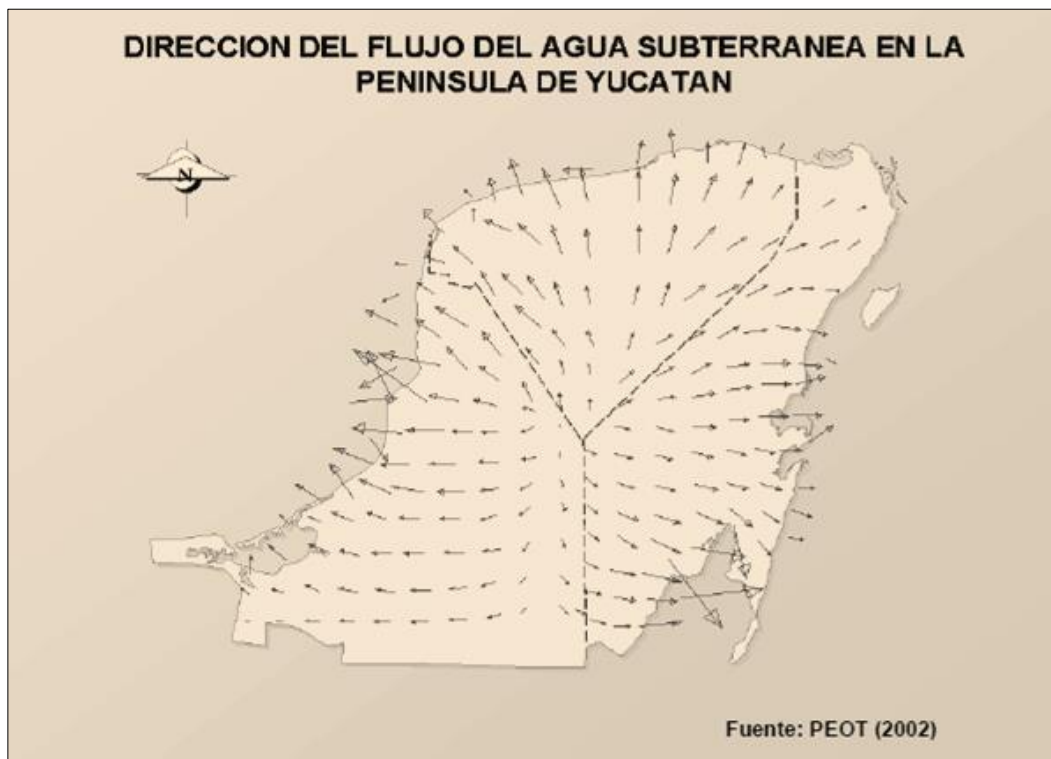 DIRECCION DEL FLUJO DEL AGUA SUBTERRANEA EN LA
PENINSULA DE YUCATAN
N
Fuente: PEOT (2002)